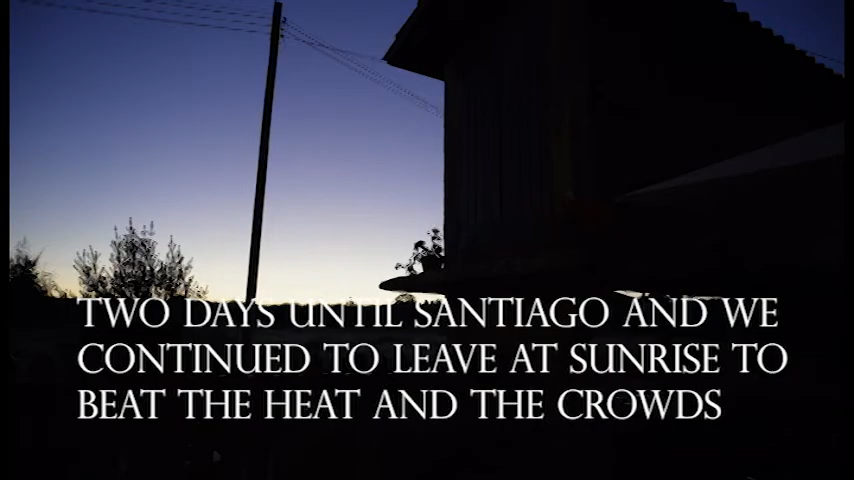 TWO DAYS UNTIL SANTIAGO AND WE
CONTINUED TO LEAVE AT SUNRISE TO
BEAT THE HEAT AND THE CROWDS